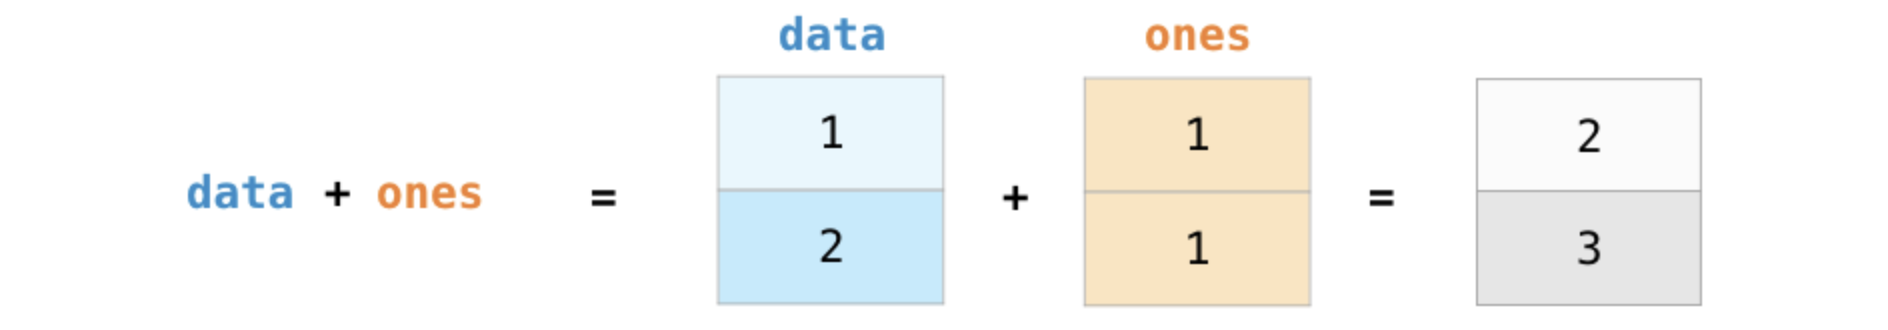 data ones
1 1 2
data + ones = + =
2 1 3